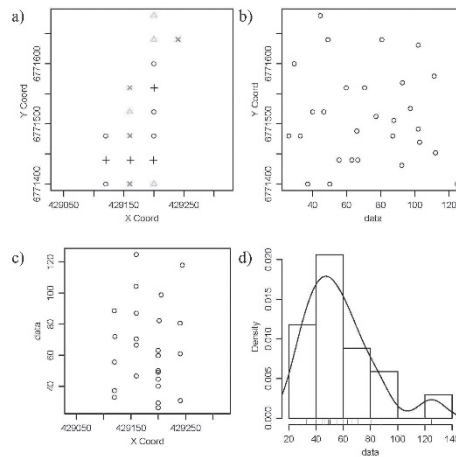 a)
6771600
6771500
6771400
Y Coord
429050 429150 429250
X Coord
b)
6771600
6771500
6771400
Y Coord
40 60 80 100 120
data
c)
120
100
80
60
40
data
429050 429150 429250
X Coord
d)
0.020
0.015
0.010
0.005
0.000
Density
20 40 60 80 100 120 140
data